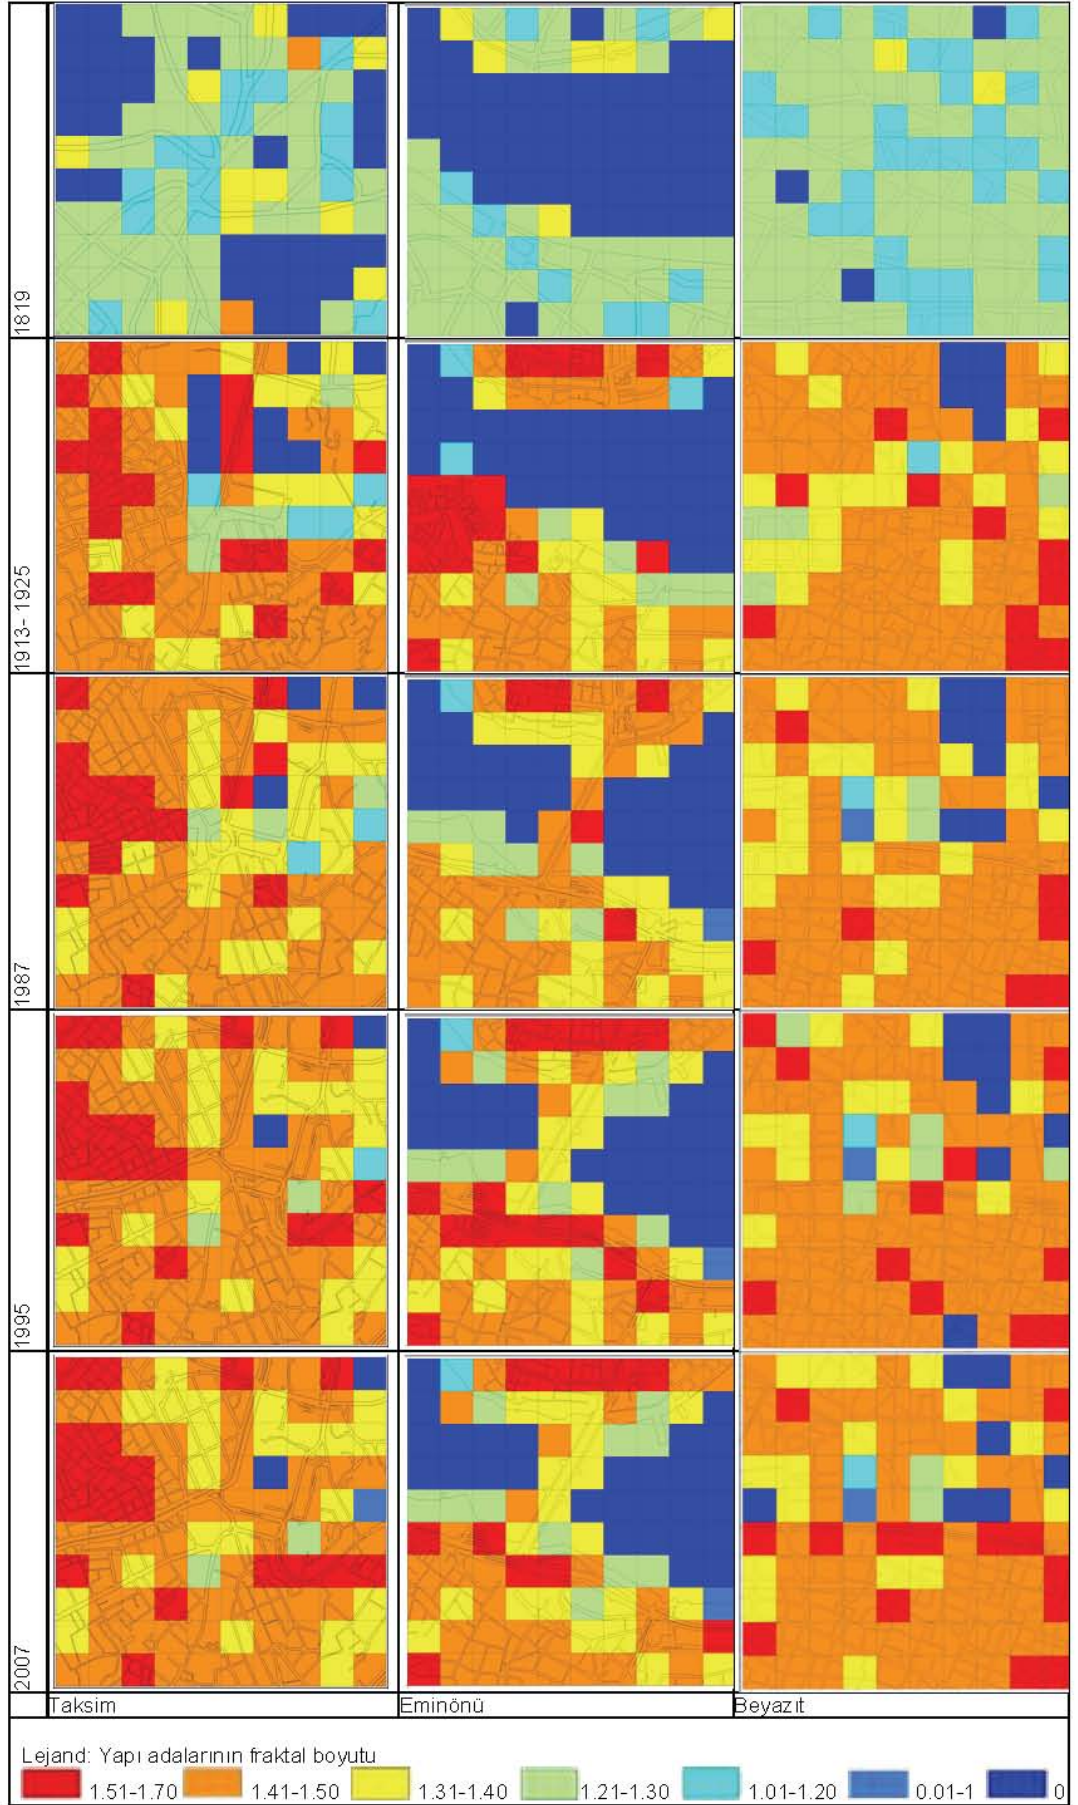 1819
1913- 1925
1987
1995
2007
Taksim Eminönü Beyazıt
Lejand: Yapı adalarının fraktal boyutu
1.51-1.70 1.41-1.50 1.31-1.40 1.21-1.30 1.01-1.20 0.01-1 0